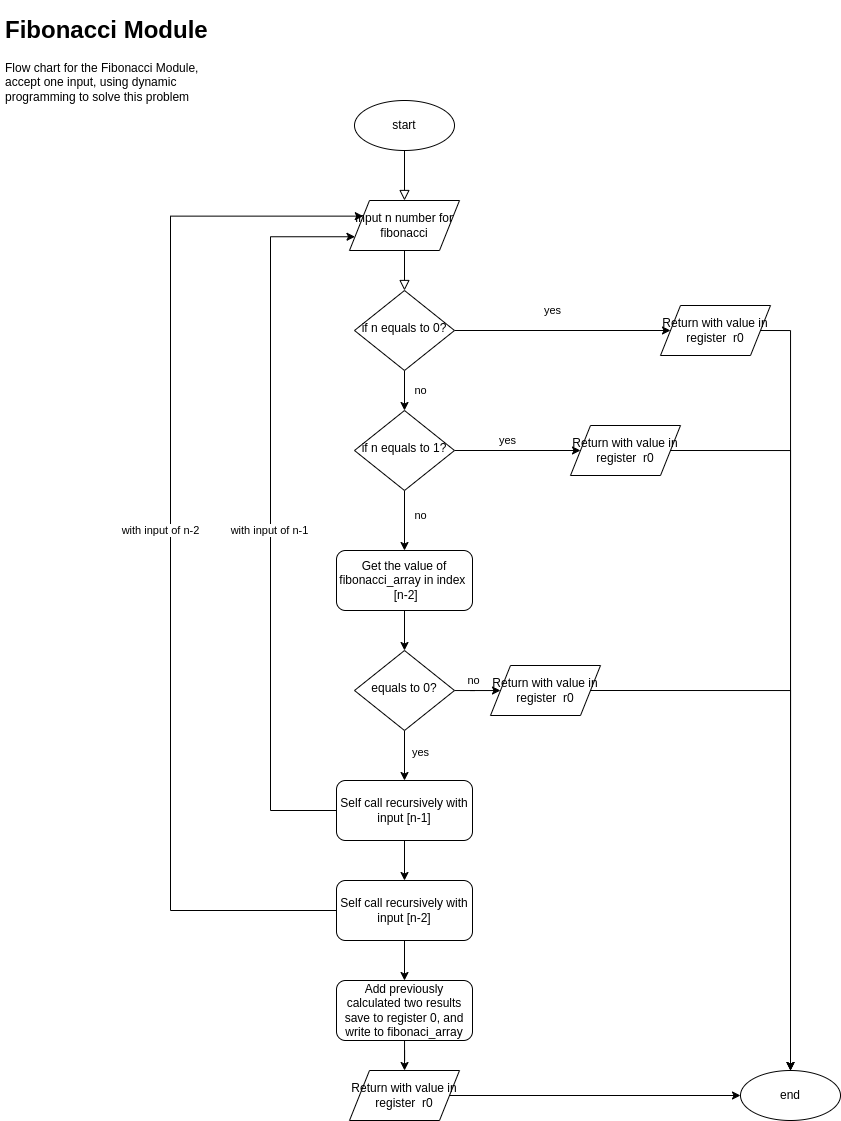 Fibonacci Module
Flow chart for the Fibonacci Module,
accept one input, using dynamic
programming to solve this problem
start
Input n number for
fibonacci
if n equals to 0?
yes
Return with value in
register r0
no
if n equals to 1?
yes
Return with value in
register r0
no
with input of n-2
with input of n-1
Get the value of
fibonacci_array in index
[n-2]
equals to 0?
no
Return with value in
register r0
yes
Self call recursively with
input [n-1]
Self call recursively with
input [n-2]
Add previously
calculated two results
save to register 0, and
write to fibonaci_array
Return with value in
register r0
end